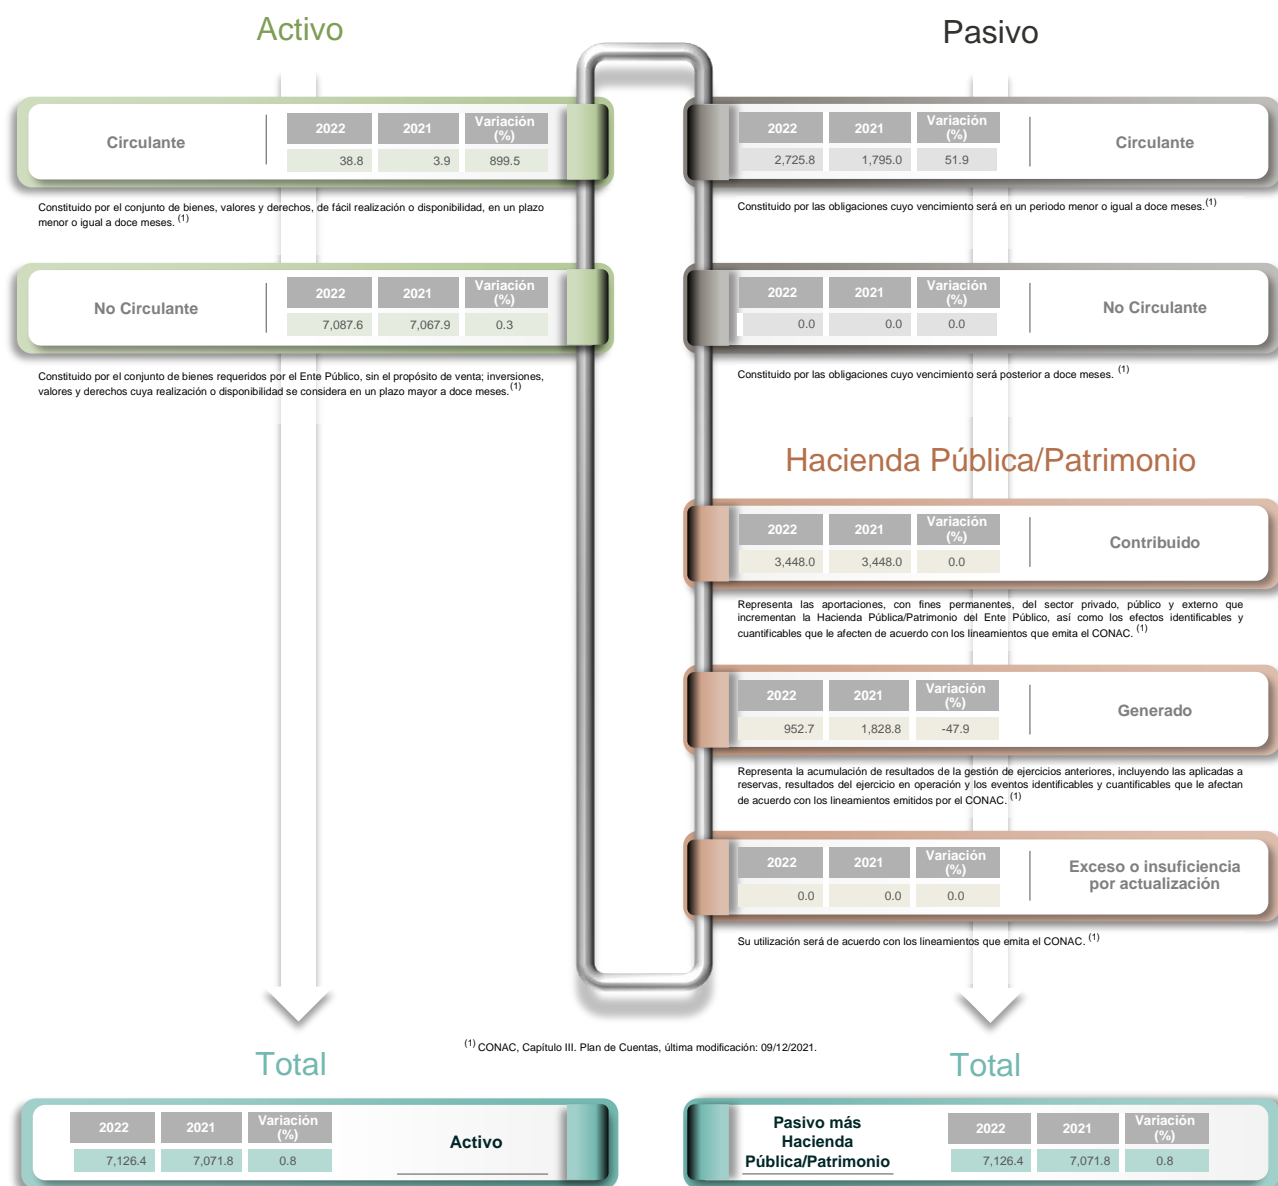 Activo
Circulante
2022 2021 Variación (%)
38.8 3.9 899.5
Constituido por el conjunto de bienes, valores y derechos, de fácil realización o disponibilidad, en un plazo
menor o igual a doce meses. (1)
No Circulante
2022 2021 Variación (%)
7,087.6 7,067.9 0.3
Constituido por el conjunto de bienes requeridos por el Ente Público, sin el propósito de venta; inversiones,
valores y derechos cuya realización o disponibilidad se considera en un plazo mayor a doce meses. (1)
Pasivo
2022 2021 Variación (%)
2,725.8 1,795.0 51.9
Circulante
Constituido por las obligaciones cuyo vencimiento será en un periodo menor o igual a doce meses. (1)
2022 2021 Variación (%)
0.0 0.0 0.0
No Circulante
Constituido por las obligaciones cuyo vencimiento será posterior a doce meses. (1)
Hacienda Pública/Patrimonio
2022 2021 Variación (%)
3,448.0 3,448.0 0.0
Contribuido
Representa las aportaciones, con fines permanentes, del sector privado, público y externo que
incrementan la Hacienda Pública/Patrimonio del Ente Público, así como los efectos identificables y
cuantificables que le afecten de acuerdo con los lineamientos que emita el CONAC. (1)
2022 2021 Variación (%)
952.7 1,828.8 -47.9
Generado
Representa la acumulación de resultados de la gestión de ejercicios anteriores, incluyendo las aplicadas a
reservas, resultados del ejercicio en operación y los eventos identificables y cuantificables que le afectan
de acuerdo con los lineamientos emitidos por el CONAC. (1)
2022 2021 Variación (%)
0.0 0.0 0.0
Exceso o insuficiencia
por actualización
Su utilización será de acuerdo con los lineamientos que emita el CONAC. (1)
(1) CONAC, Capítulo III. Plan de Cuentas, última modificación: 09/12/2021.
Total
2022 2021 Variación (%)
7,126.4 7,071.8 0.8
Activo
Total
Pasivo más
Hacienda
Pública/Patrimonio
2022 2021 Variación (%)
7,126.4 7,071.8 0.8